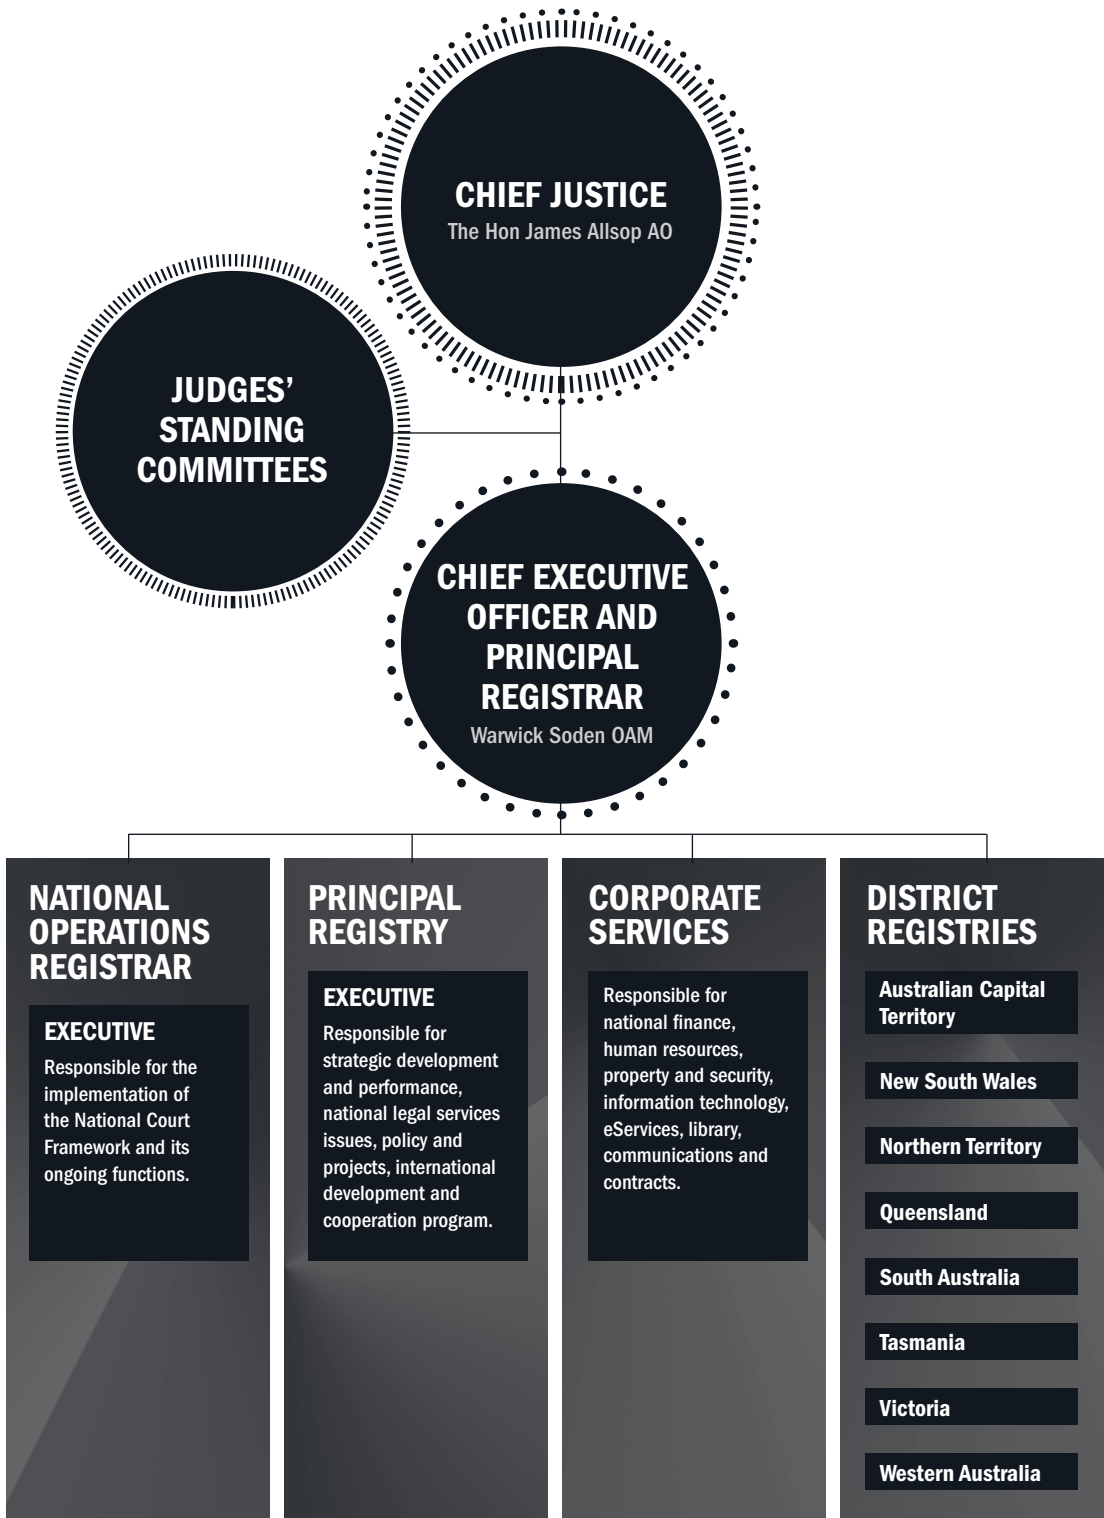 CHIEF JUSTICE
The Hon James Allsop AO
JUDGES’
STANDING
COMMITTEES
CHIEF EXECUTIVE
OFFICER AND
PRINCIPAL
REGISTRAR
Warwick Soden OAM
NATIONAL
OPERATIONS
REGISTRAR
EXECUTIVE
Responsible for the
implementation of
the National Court
Framework and its
ongoing functions.
PRINCIPAL
REGISTRY
EXECUTIVE
Responsible for
strategic development
and performance,
national legal services
issues, policy and
projects, international
development and
cooperation program.
CORPORATE
SERVICES
Responsible for
national finance,
human resources,
property and security,
information technology,
eServices, library,
communications and
contracts.
DISTRICT
REGISTRIES
Australian Capital
Territory
New South Wales
Northern Territory
Queensland
South Australia
Tasmania
Victoria
Western Australia